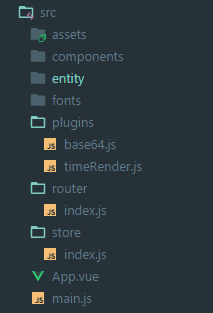 src
assets
components
entity
fonts
plugins
base64.js
timeRender.js
router
index.js
store
index.js
App.vue
main.js